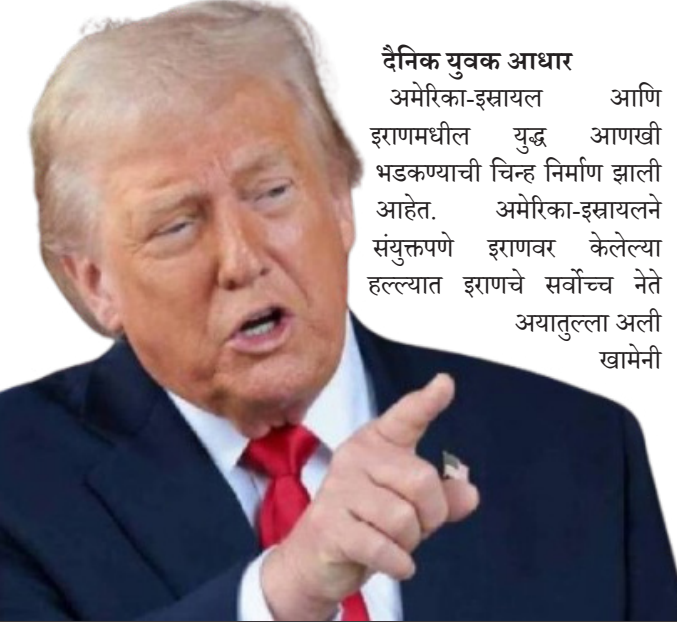 दैनिक युवक आधार
अमेरिका-इस्रायल आणि
इराणमधील युद्ध आणखी
भडकण्याची चिन्ह निर्माण झाली
आहेत. अमेरिका-इस्रायलने
संयुक्तपणे इराणवर केलेल्या
हल्ल्यात इराणचे सर्वोच्च नेते
अयातुल्ला अली
खामेनी